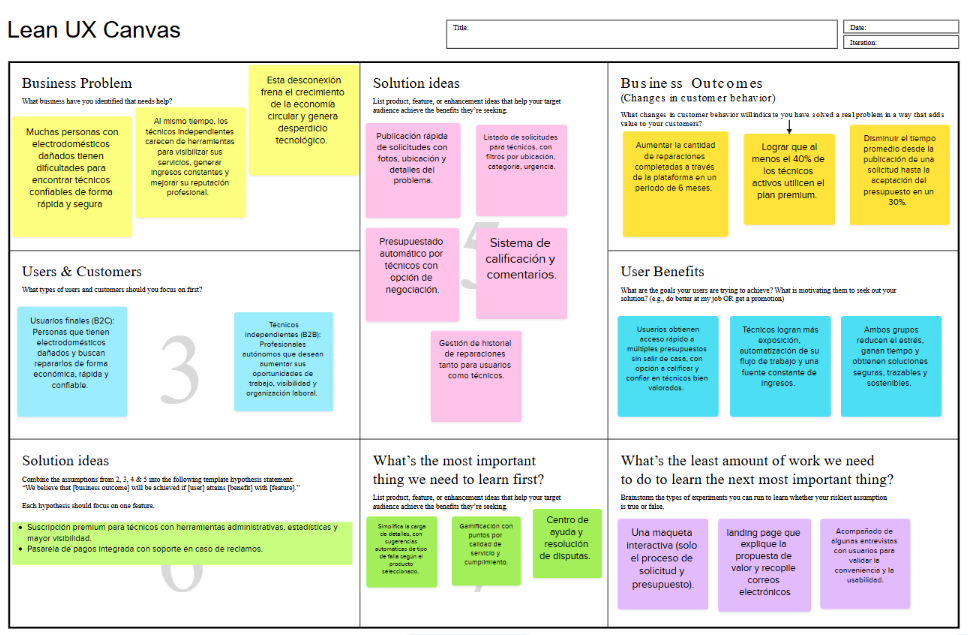 Lean UX Canvas
Title:
Date:
Iteration:
Business Problem
What business have you identified that needs help?
Muchas personas con
electrodomésticos
dañados tienen
dificultades para
encontrar técnicos
confiables de forma
rápida y segura
Al mismo tiempo, los
técnicos independientes
carecen de herramientas
para visibilizar sus
servicios, generar
ingresos constantes y
mejorar su reputación
profesional.
Esta desconexión
frena el crecimiento
de la economía
circular y genera
desperdicio
tecnológico.
Solution ideas
List product, feature, or enhancement ideas that help your target
audience achieve the benefits they're seeking.
Publicación rápida
de solicitudes con
fotos, ubicación y
detalles del
problema.
Listado de solicitudes
para técnicos, con
filtros por ubicación,
categoría, urgencia.
Presupuestado
automático por
técnicos con
opción de
negociación.
5
Sistema de
calificación y
comentarios.
Gestión de historial
de reparaciones
tanto para usuarios
como técnicos.
Business Outcomes
(Changes in customer behavior)
What changes in customer behavior will indicate you have solved a real problem in a way that adds
value to your customers?
Aumentar la cantidad
de reparaciones
completadas a través
de la plataforma en un
período de 6 meses.
Lograr que al
menos el 40% de
los técnicos
activos utilicen el
plan premium.
Disminuir el tiempo
promedio desde la
publicación de una
solicitud hasta la
aceptación del
presupuesto en un
30%.
Users & Customers
What types of users and customers should you focus on first?
Usuarios finales (B2C):
Personas que tienen
electrodomésticos
dañados y buscan
repararlos de forma
económica, rápida y
confiable.
3
Técnicos
independientes (B2B):
Profesionales
autónomos que desean
aumentar sus
oportunidades de
trabajo, visibilidad y
organización laboral.
User Benefits
What are the goals your users are trying to achieve? What is motivating them to seek out your
solution? (e.g., do better at my job OR get a promotion)
Usuarios obtienen
acceso rápido a
múltiples presupuestos
sin salir de casa, con
opción a calificar y
confiar en técnicos bien
valorados.
Técnicos logran más
exposición,
automatización de su
flujo de trabajo y una
fuente constante de
ingresos.
Ambos grupos
reducen el estrés,
ganan tiempo y
obtienen soluciones
seguras, trazables y
sostenibles.
Solution ideas
Combine the assumptions from 2, 3, 4 & 5 into the following template hypothesis statement:
"We believe that [business outcome] will be achieved if [user] attains [benefit] with [feature]."
Each hypothesis should focus on one feature.
• Suscripción premium para técnicos con herramientas administrativas, estadísticas y
mayor visibilidad.
• Pasarela de pagos integrada con soporte en caso de reclamos.
6
What's the most important
thing we need to learn first?
List product, feature, or enhancement ideas that help your target
audience achieve the benefits they're seeking.
Simplifica la carga
de detalles, con
sugerencias
automáticas de tipo
de falla según el
producto
seleccionado.
Gamificación con
puntos por
calidad de
servicio y
cumplimiento.
Centro de
ayuda y
resolución
de disputas.
What's the least amount of work we need
to do to learn the next most important thing?
Brainstorm the types of experiments you can run to learn whether your riskiest assumption
is true or false.
Una maqueta
interactiva (solo
el proceso de
solicitud y
presupuesto).
landing page que
explique la
propuesta de
valor y recopile
correos
electrónicos
Acompañado de
algunas entrevistas
con usuarios para
validar la
conveniencia y la
usabilidad.